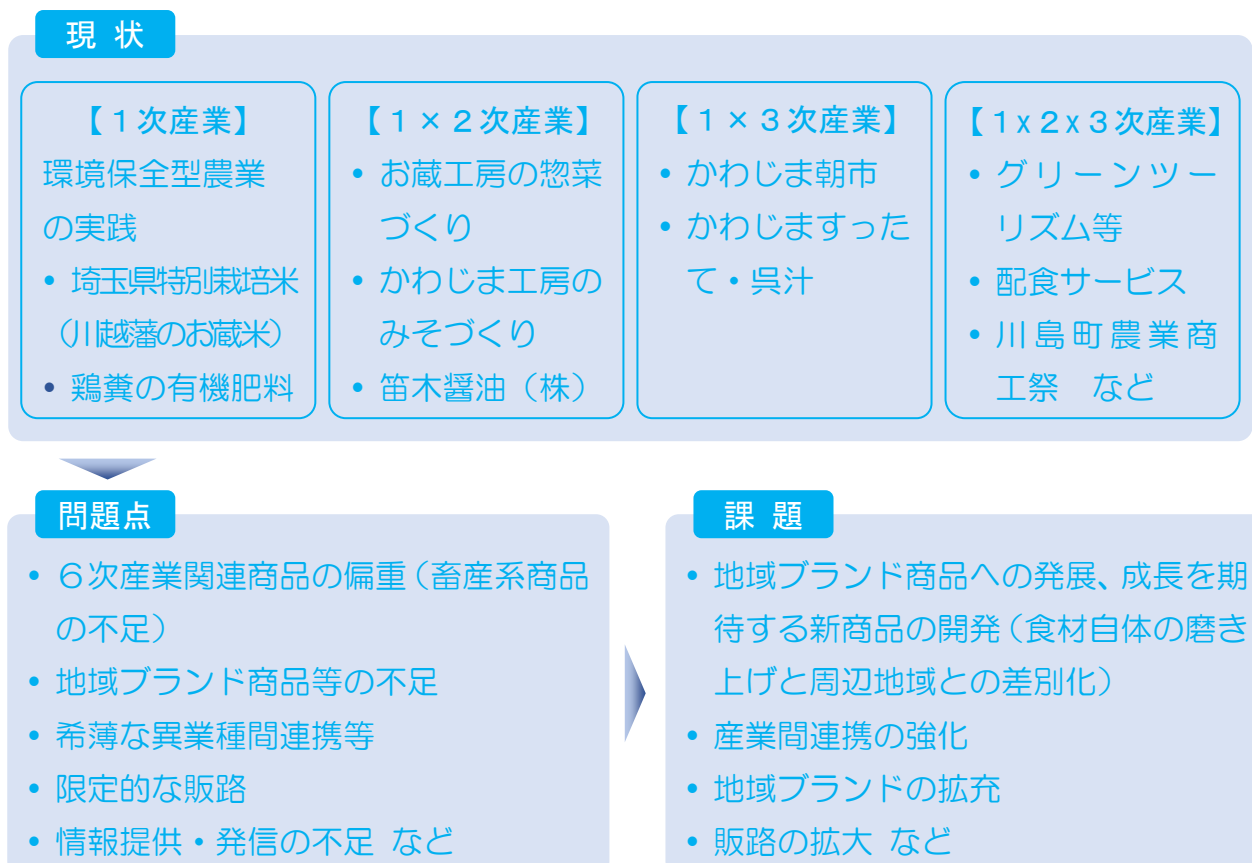 現 状
【１次産業】
環境保全型農業
の実践
• 埼玉県特別栽培米
（川越藩のお蔵米）
• 鶏糞の有機肥料
【１×２次産業】
• お蔵工房の惣菜
づくり
• かわじま工房の
みそづくり
• 笛木醤油（株）
【１×３次産業】
• かわじま朝市
• かわじますった
て・呉汁
【１x２x３次産業】
• グリーンツー
リズム等
• 配食サービス
• 川島町農業商
工祭　など
問題点
• ６次産業関連商品の偏重（畜産系商品
の不足）
• 地域ブランド商品等の不足
• 希薄な異業種間連携等
• 限定的な販路
• 情報提供・発信の不足 など
課 題
• 地域ブランド商品への発展、成長を期
待する新商品の開発（食材自体の磨き
上げと周辺地域との差別化）
• 産業間連携の強化
• 地域ブランドの拡充
• 販路の拡大 など